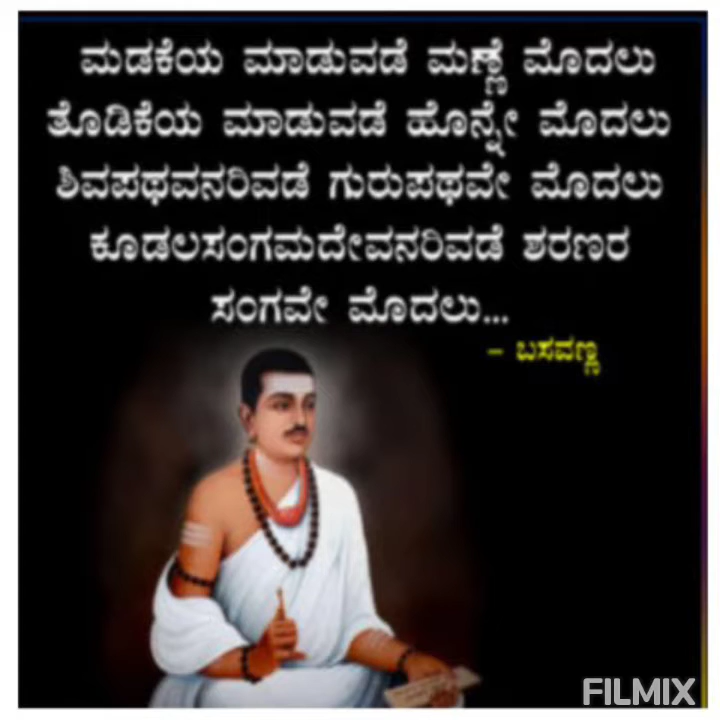 ಮಡಕೆಯ ಮಾಡುವಡೆ ಮಣ್ಣೆ ಮೊದಲು
ತೊಡಿಕೆಯ ಮಾಡುವಡೆ ಹೊನ್ನೇ ಮೊದಲು
ಶಿವಪಥವನರಿವಡೆ ಗುರುಪಥವೇ ಮೊದಲು
ಕೂಡಲಸಂಗಮದೇವನರಿವಡೆ ಶರಣರ
ಸಂಗವೇ ಮೊದಲು...
– ಬಸವಣ್ಣ
FILMIX